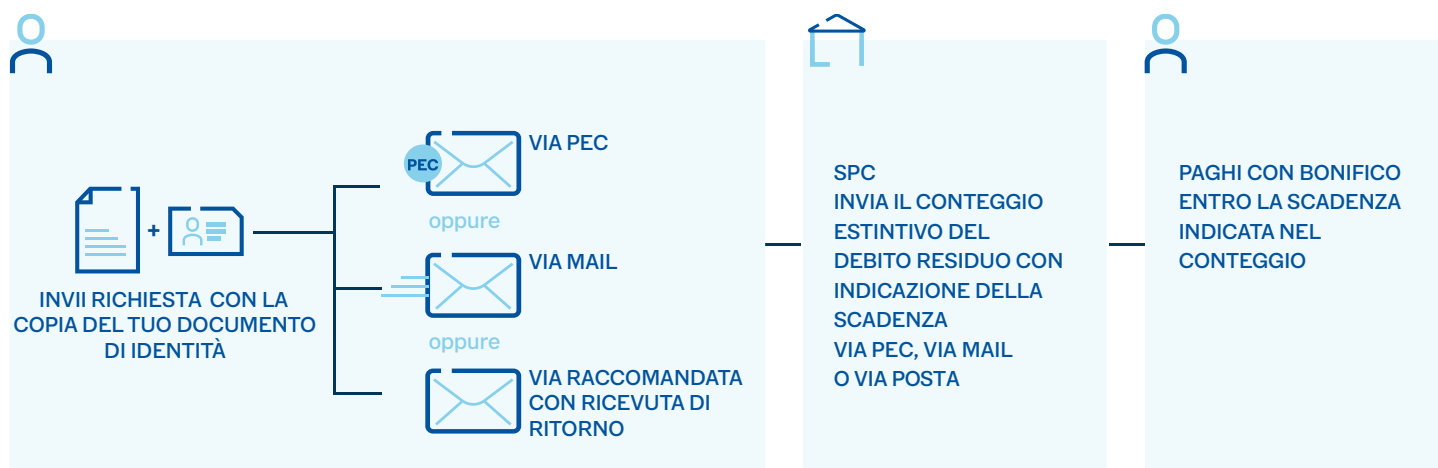 INVII RICHIESTA CON LA
COPIA DEL TUO DOCUMENTO
DI IDENTITÀ
PEC
VIA PEC
oppure
VIA MAIL
oppure
VIA RACCOMANDATA
CON RICEVUTA DI
RITORNO
SPC
INVIA IL CONTEGGIO
ESTINTIVO DEL
DEBITO RESIDUO CON
INDICAZIONE DELLA
SCADENZA
VIA PEC, VIA MAIL
O VIA POSTA
PAGHI CON BONIFICO
ENTRO LA SCADENZA
INDICATA NEL
CONTEGGIO